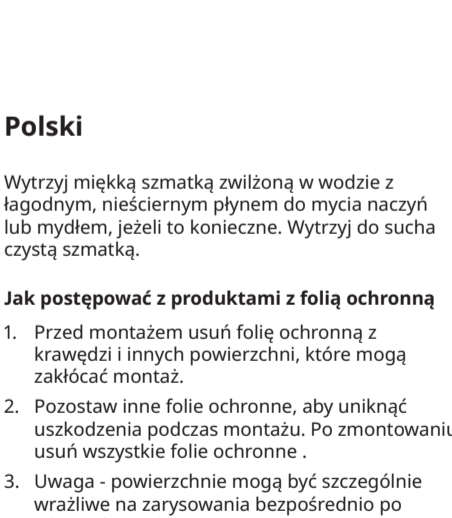 Polski
Wytrzyj miękką szmatką zwilżoną w wodzie z
łagodnym, nieściernym płynem do mycia naczyń
lub mydłem, jeżeli to konieczne. Wytrzyj do sucha
czystą szmatką.
Jak postępować z produktami z folią ochronną
1. Przed montażem usuń folię ochronną z
krawędzi i innych powierzchni, które mogą
zakłócać montaż.
2. Pozostaw inne folie ochronne, aby uniknąć
uszkodzenia podczas montażu. Po zmontowaniu
usuń wszystkie folie ochronne .
3. Uwaga - powierzchnie mogą być szczególnie
wrażliwe na zarysowania bezpośrednio po